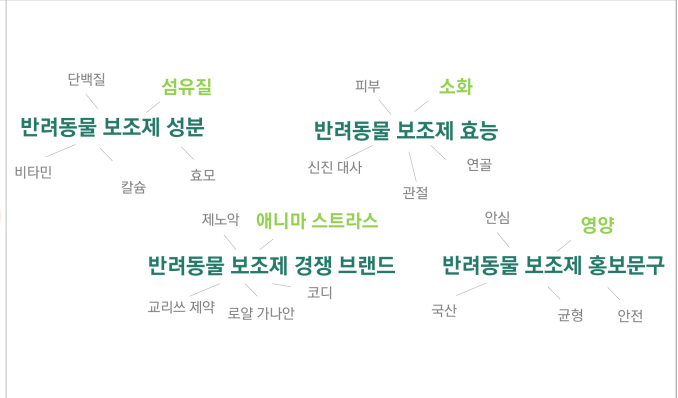 단백질
섬유질
반려동물 보조제 성분
비타민
칼슘
효모
피부
소화
반려동물 보조제 효능
신진 대사
관절
연골
제노악
애니마 스트라스
반려동물 보조제 경쟁 브랜드
교리쓰 제약
로얄 가나안
코디
안심
영양
반려동물 보조제 홍보문구
국산
균형
안전